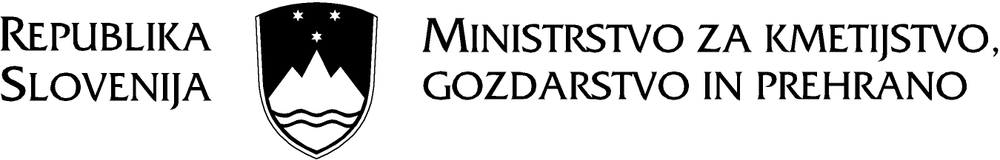 REPUBLIKA
SLOVENIJA
MINISTRSTVO ZA KMETIJSTVO,
GOZDARSTVO IN PREHRANO